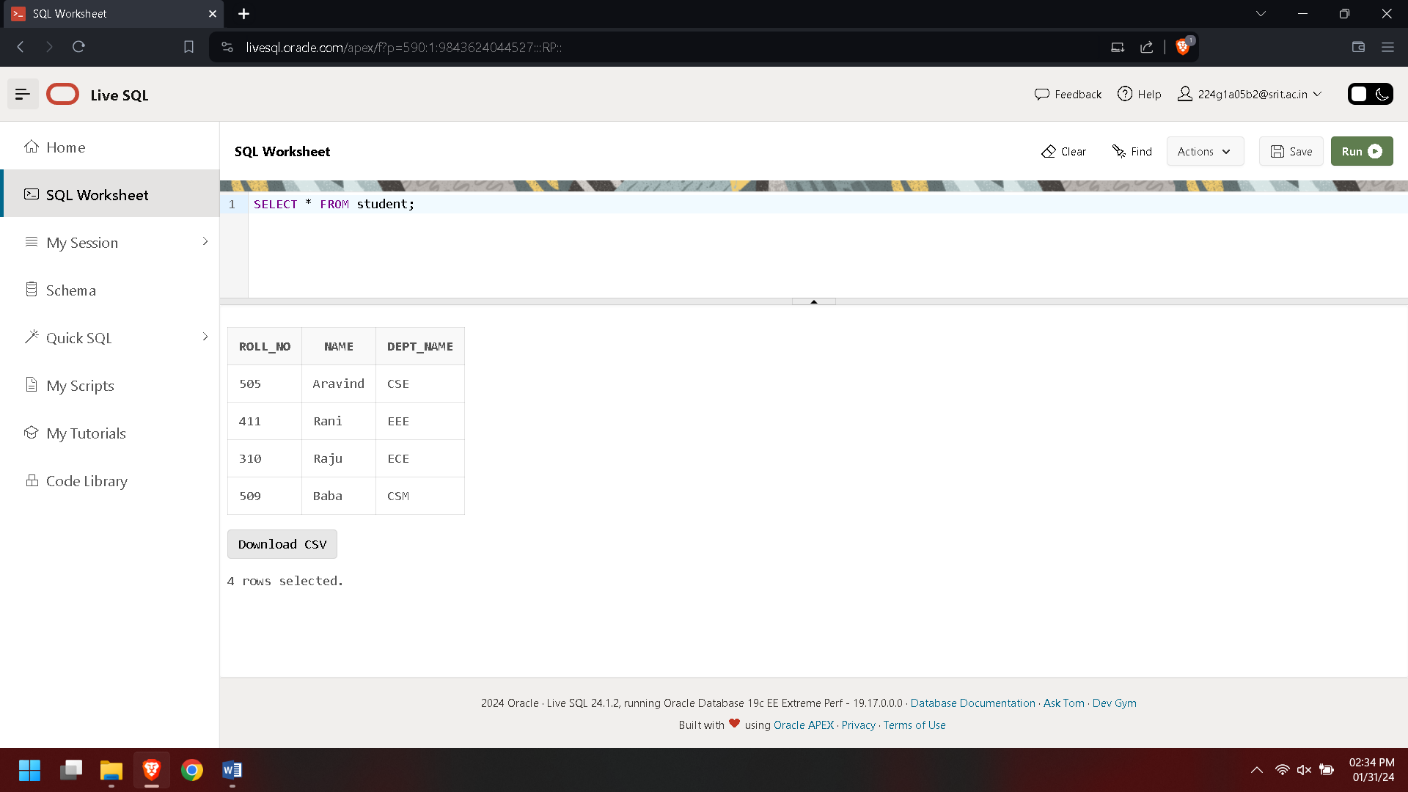 SQL Worksheet
livesql.oracle.com/apex/f?p=590:1:9843624044527:::RP::
1
Live SQL
Feedback
Help
224g1a05b2@srit.ac.in
Home
SQL Worksheet
My Session
Schema
Quick SQL
My Scripts
My Tutorials
Code Library
SQL Worksheet
Clear
Find
Actions
Save
Run
1 SELECT * FROM student;
ROLL_NO NAME DEPT_NAME
505 Aravind CSE
411 Rani EEE
310 Raju ECE
509 Baba CSM
Download CSV
4 rows selected.
2024 Oracle · Live SQL 24.1.2, running Oracle Database 19c EE Extreme Perf - 19.17.0.0.0 · Database Documentation · Ask Tom · Dev Gym
Built with ❤ using Oracle APEX · Privacy · Terms of Use
02:34 PM
01/31/24